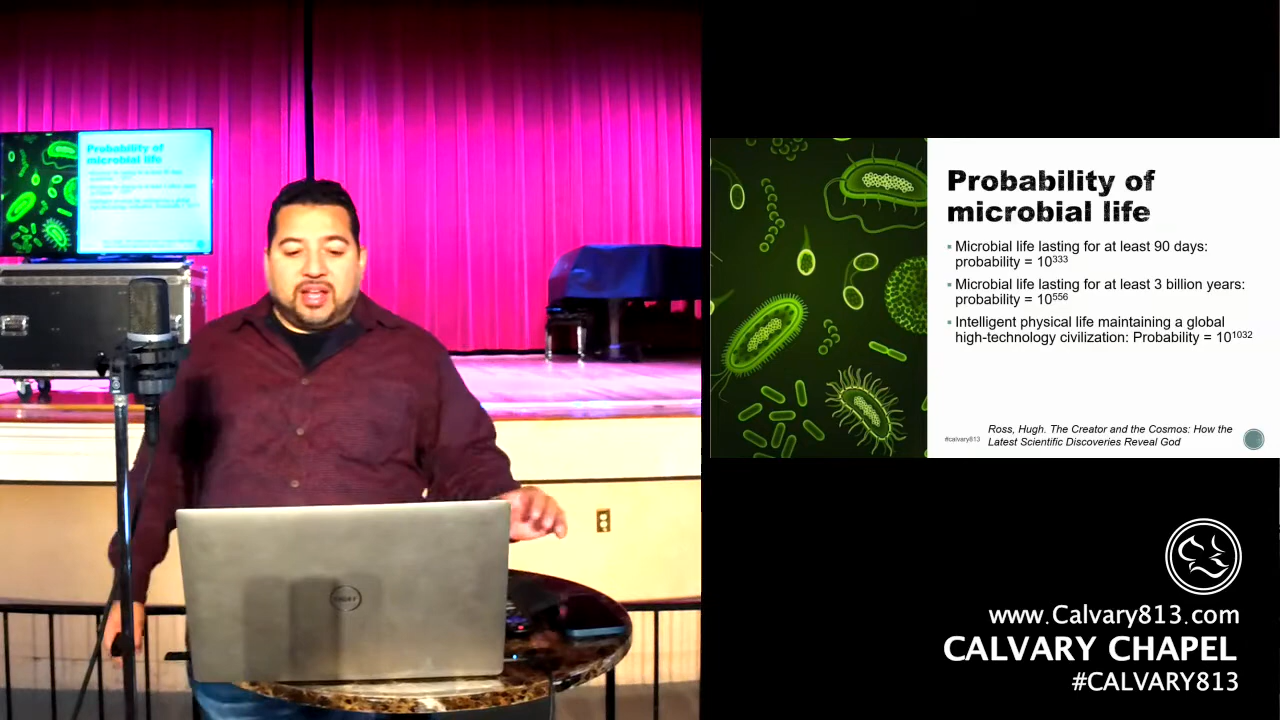 Probability of
microbial life
Probability of
microbial life
▪ Microbial life lasting for at least 90 days:
probability = 10³³³
▪ Microbial life lasting for at least 3 billion years:
probability = 10⁵⁵⁶
▪ Intelligent physical life maintaining a global
high-technology civilization: Probability = 10¹⁰³²
#calvary813
Ross, Hugh. The Creator and the Cosmos: How the
Latest Scientific Discoveries Reveal God
www.Calvary813.com
CALVARY CHAPEL
#CALVARY813